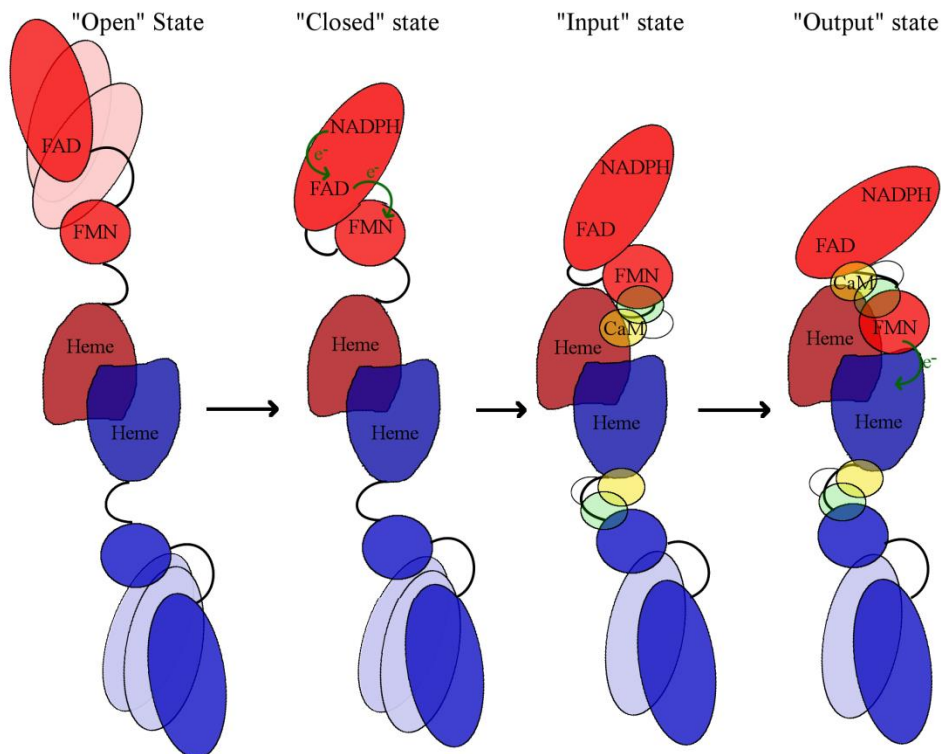 "Open" State
"Closed" state
"Input" state
"Output" state
FAD
FMN
Heme
Heme
NADPH
e-
FAD
e-
FMN
Heme
Heme
NADPH
FAD
FMN
CaM
Heme
Heme
NADPH
FAD
CaM
Heme
FMN
e-
Heme